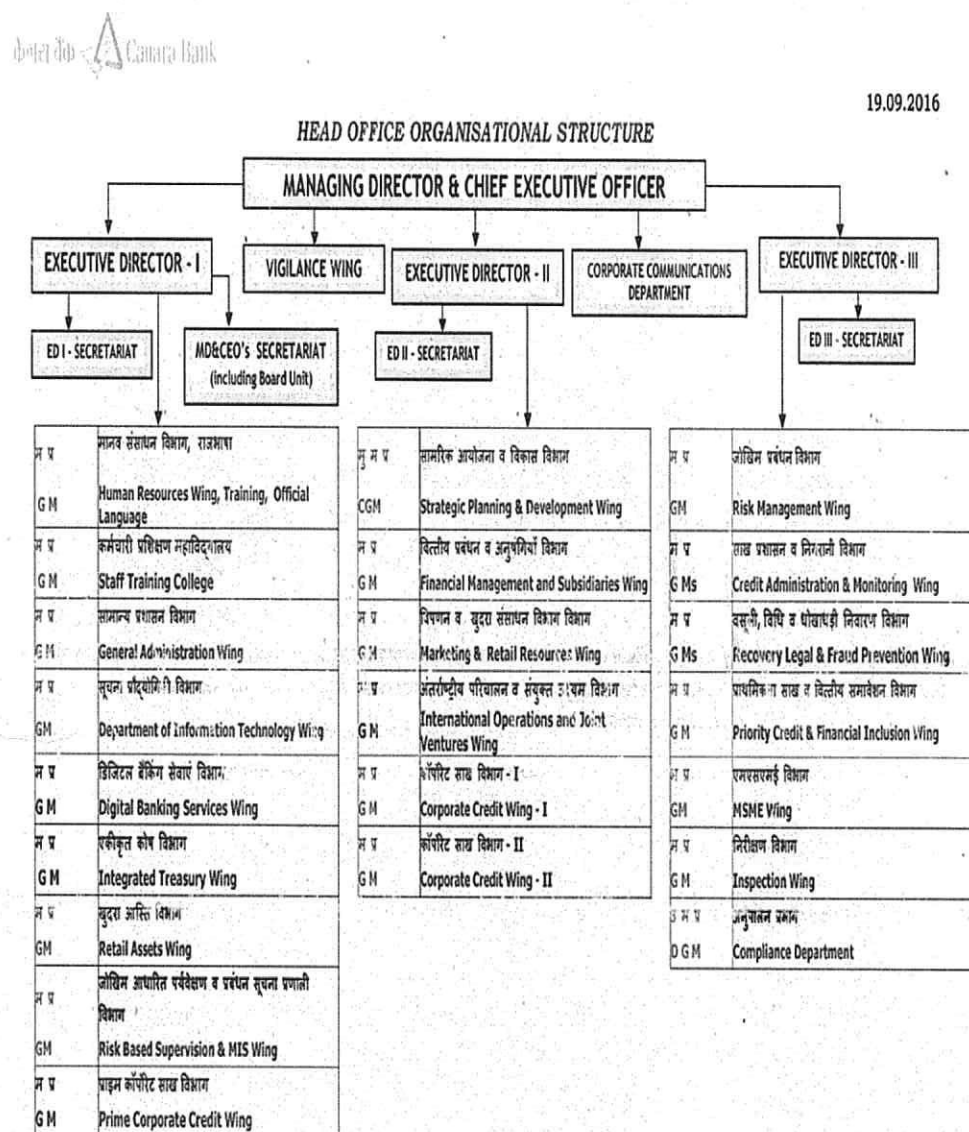 केनरा बैंक Canara Bank
19.09.2016
HEAD OFFICE ORGANISATIONAL STRUCTURE
MANAGING DIRECTOR & CHIEF EXECUTIVE OFFICER
EXECUTIVE DIRECTOR - I
VIGILANCE WING
EXECUTIVE DIRECTOR - II
CORPORATE COMMUNICATIONS
DEPARTMENT
EXECUTIVE DIRECTOR - III
ED I - SECRETARIAT
MD&CEO's SECRETARIAT
(including Board Unit)
ED II - SECRETARIAT
ED III - SECRETARIAT
म प्र मानव संसाधन विभाग, राजभाषा
G M Human Resources Wing, Training, Official
Language
म प्र कर्मचारी प्रशिक्षण महाविद्यालय
G M Staff Training College
म प्र सामान्य प्रशासन विभाग
G M General Administration Wing
म प्र सूचना प्रौद्योगिकी विभाग
GM Department of Information Technology Wing
म प्र डिजिटल बैंकिंग सेवाएं विभाग
G M Digital Banking Services Wing
म प्र एकीकृत कोष विभाग
G M Integrated Treasury Wing
म प्र खुदरा आस्ति विभाग
GM Retail Assets Wing
म प्र जोखिम आधारित पर्यवेक्षण व प्रबंधन सूचना प्रणाली
विभाग
GM Risk Based Supervision & MIS Wing
म प्र प्राइम कॉर्पोरेट साख विभाग
G M Prime Corporate Credit Wing
मु म प्र सामरिक आयोजना व विकास विभाग
CGM Strategic Planning & Development Wing
म प्र वित्तीय प्रबंधन व अनुषंगियाँ विभाग
G M Financial Management and Subsidiaries Wing
म प्र विपणन व खुदरा संसाधन विभाग विभाग
G M Marketing & Retail Resources Wing
म प्र अंतर्राष्ट्रीय परिचालन व संयुक्त उद्यम विभाग
G M International Operations and Joint
Ventures Wing
म प्र कॉर्पोरेट साख विभाग - I
G M Corporate Credit Wing - I
म प्र कॉर्पोरेट साख विभाग - II
G M Corporate Credit Wing - II
म प्र जोखिम प्रबंधन विभाग
GM Risk Management Wing
म प्र साख प्रशासन व निगरानी विभाग
G Ms Credit Administration & Monitoring Wing
म प्र वसूली, विधि व धोखाधड़ी निवारण विभाग
G Ms Recovery Legal & Fraud Prevention Wing
म प्र प्राथमिकता साख व वित्तीय समावेशन विभाग
G M Priority Credit & Financial Inclusion Wing
म प्र एमएसएमई विभाग
GM MSME Wing
म प्र निरीक्षण विभाग
G M Inspection Wing
उ म प्र अनुपालन प्रभाग
D G M Compliance Department